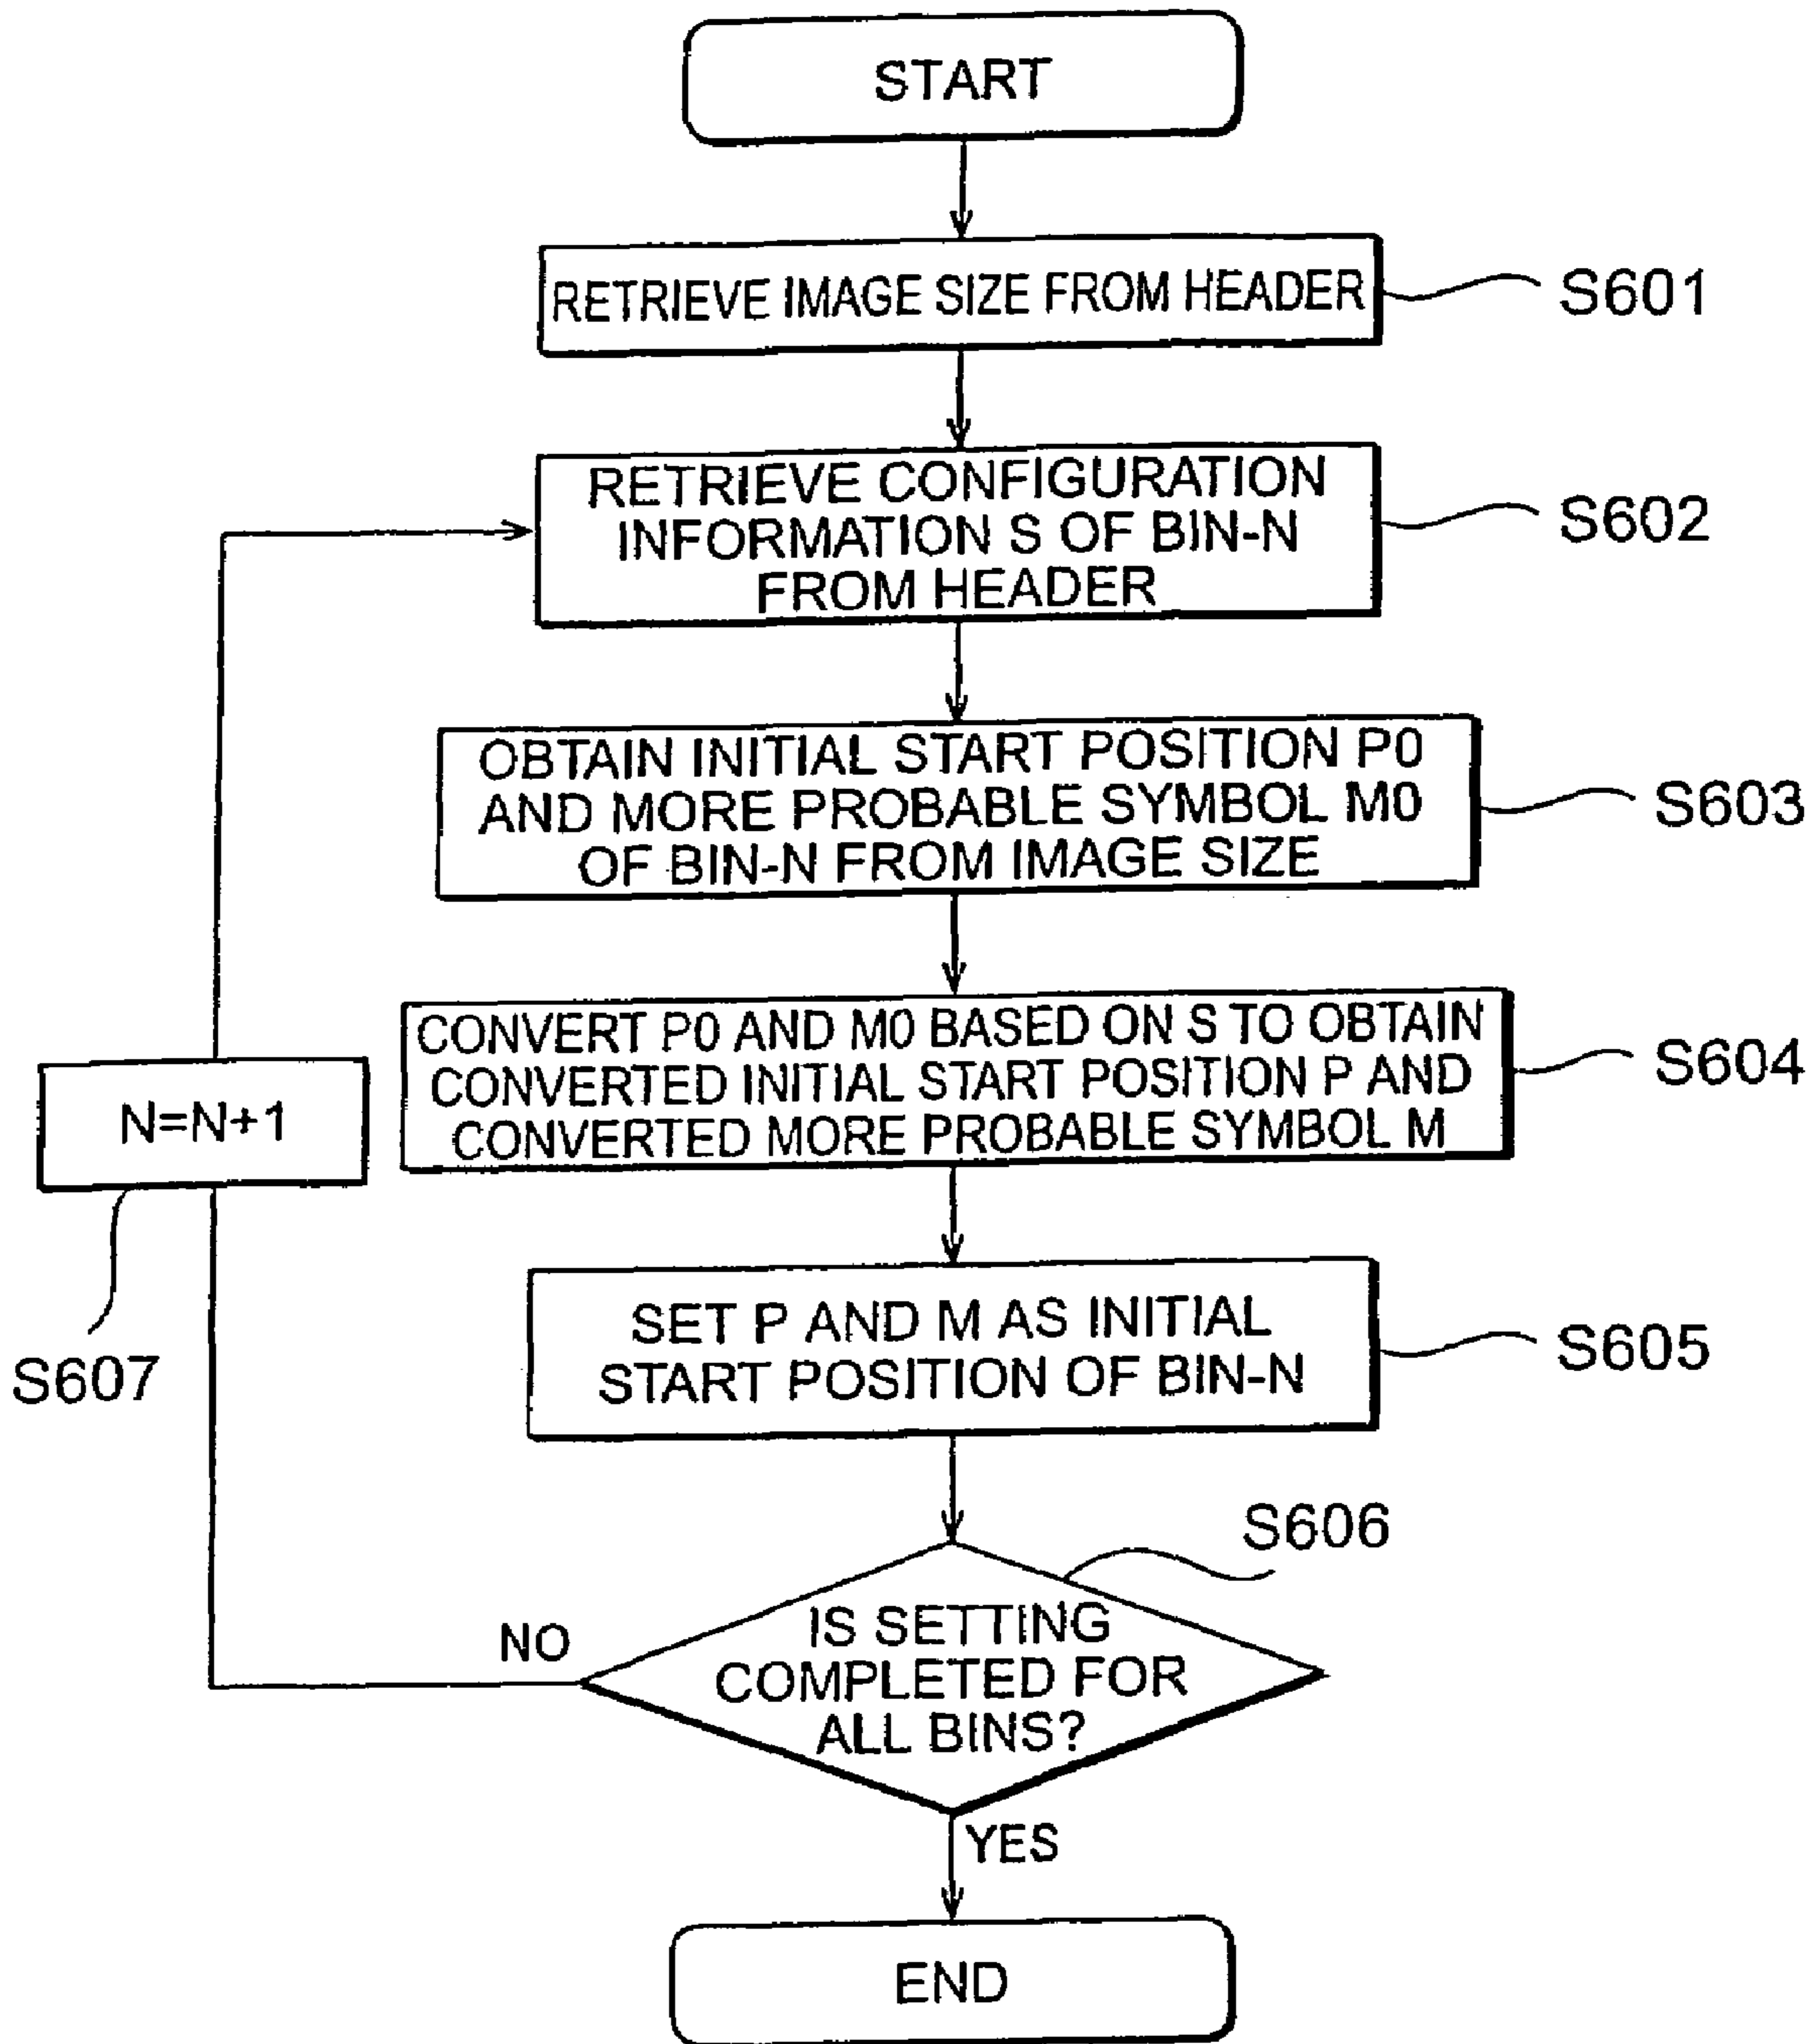 START
RETRIEVE IMAGE SIZE FROM HEADER
S601
RETRIEVE CONFIGURATION
INFORMATION S OF BIN-N
FROM HEADER
S602
OBTAIN INITIAL START POSITION P0
AND MORE PROBABLE SYMBOL M0
OF BIN-N FROM IMAGE SIZE
S603
CONVERT P0 AND M0 BASED ON S TO OBTAIN
CONVERTED INITIAL START POSITION P AND
CONVERTED MORE PROBABLE SYMBOL M
S604
N=N+1
S607
SET P AND M AS INITIAL
START POSITION OF BIN-N
S605
S606
IS SETTING
COMPLETED FOR
ALL BINS?
NO
YES
END